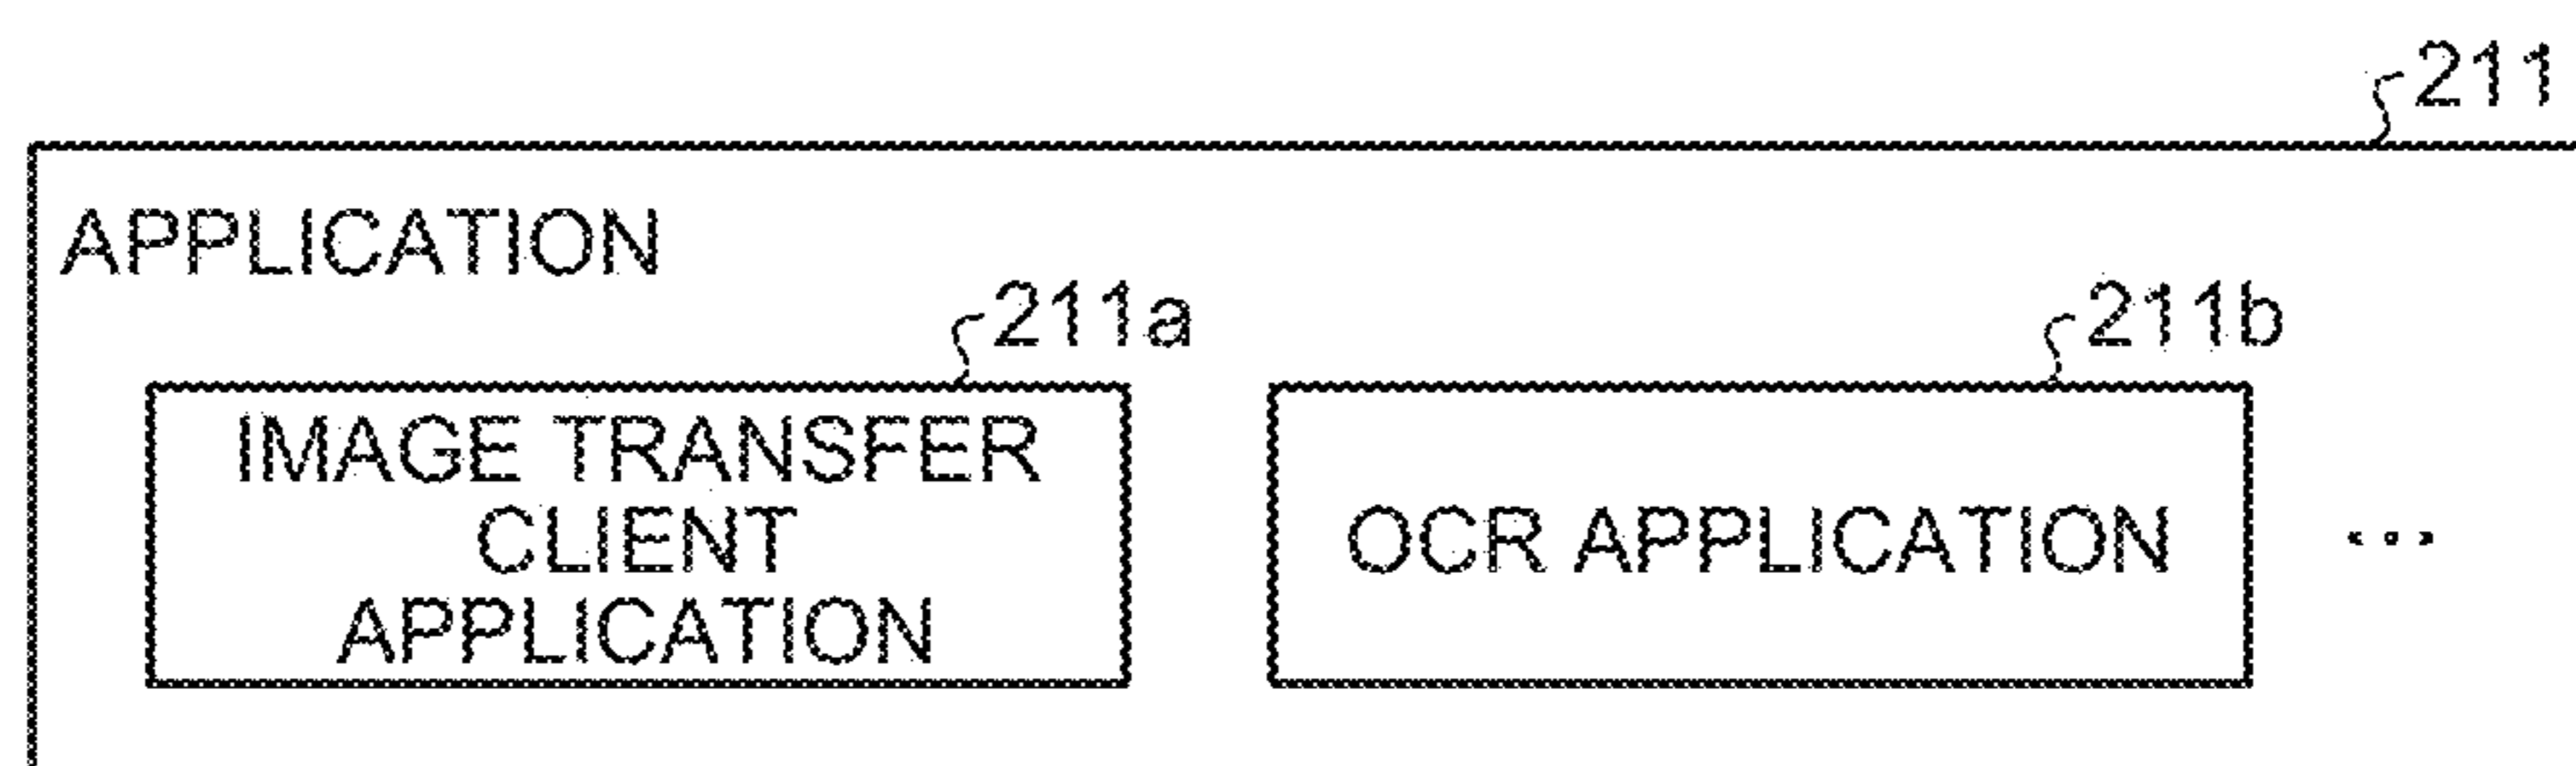 211
APPLICATION
211a
211b
IMAGE TRANSFER
CLIENT
APPLICATION
OCR APPLICATION
...